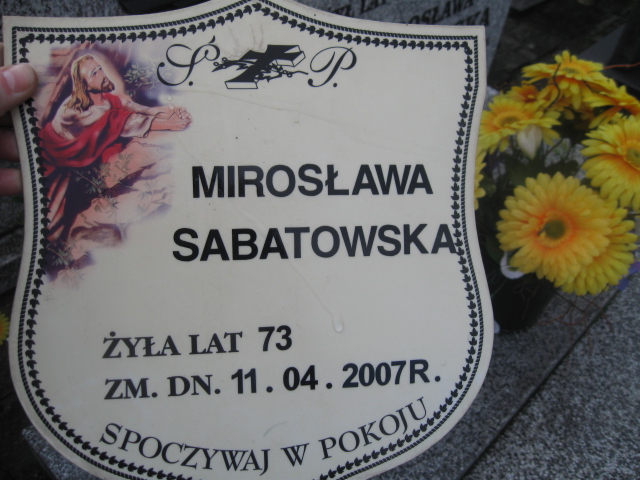 Ś. P.
MIROSŁAWA
SABATOWSKA
ŻYŁA LAT 73
ZM. DN. 11.04.2007R.
SPOCZYWAJ W POKOJU